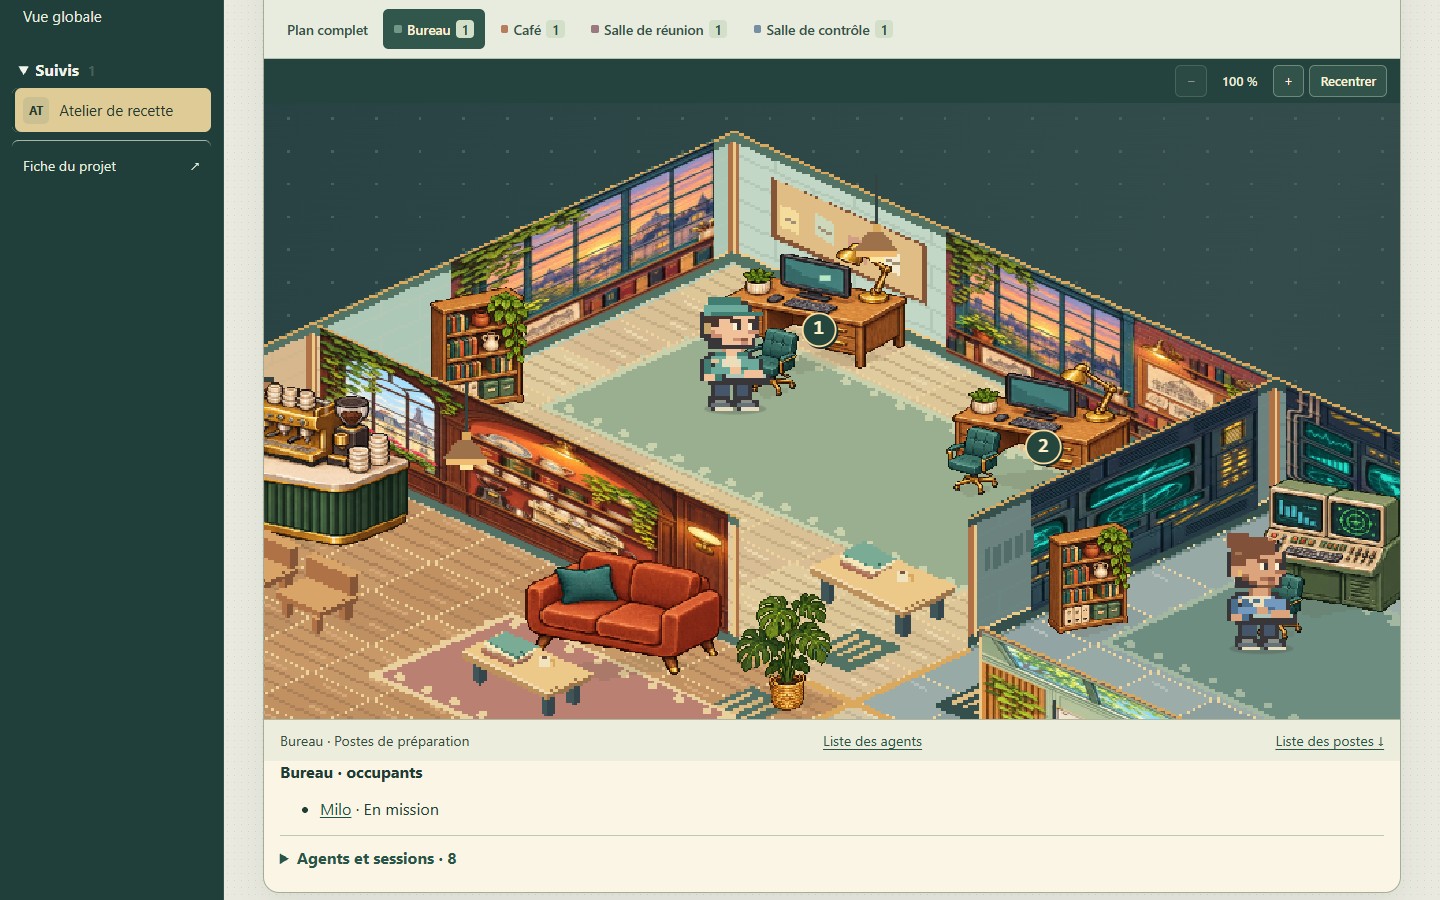 Vue globale
Suivis 1
AT Atelier de recette
Fiche du projet ↗
Plan complet Bureau 1 Café 1 Salle de réunion 1 Salle de contrôle 1
− 100 % + Recentrer
1
2
Bureau · Postes de préparation Liste des agents Liste des postes ↓
Bureau · occupants
Milo · En mission
Agents et sessions · 8